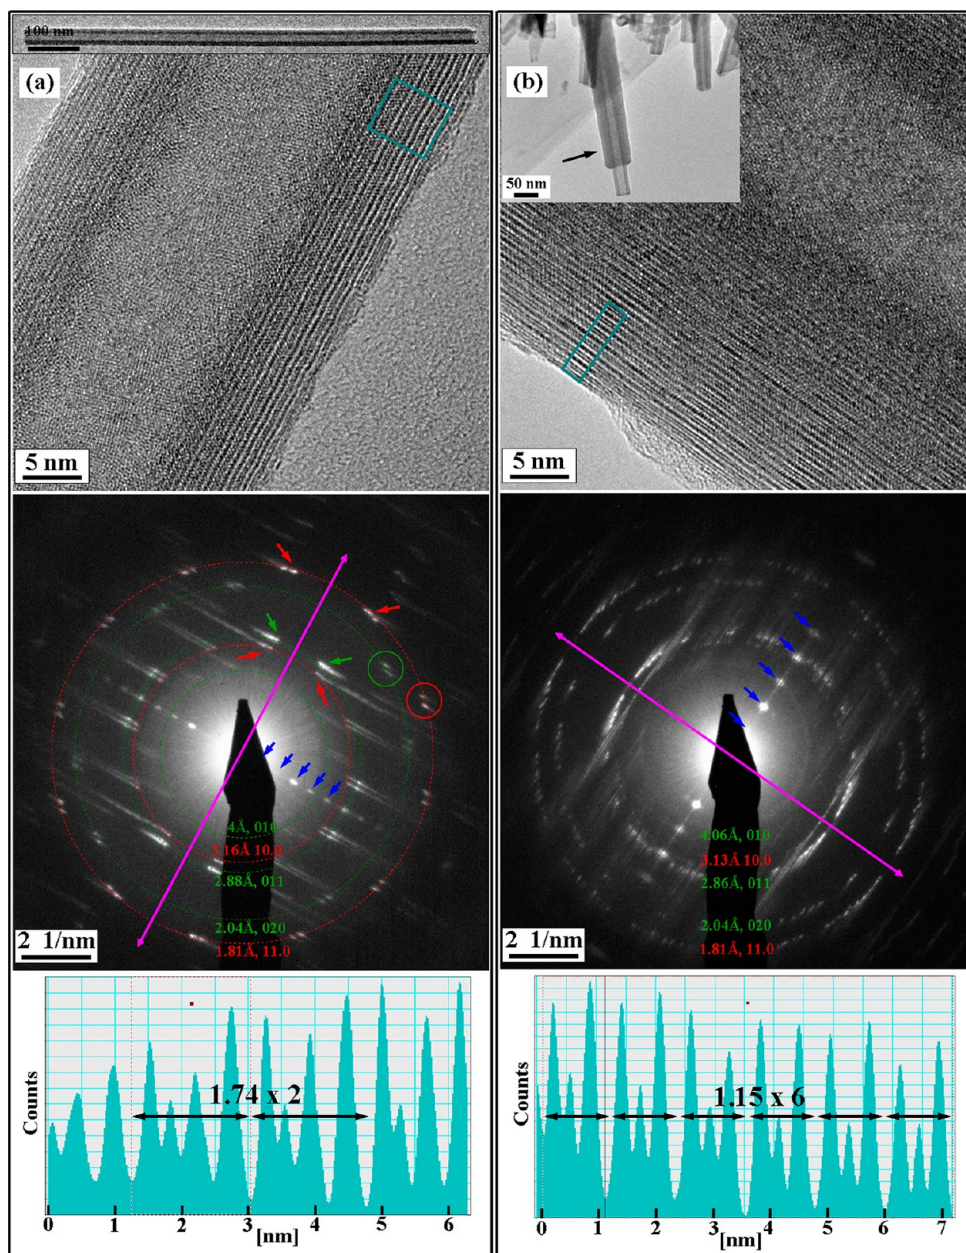 100 nm
(a)
5 nm
(b)
50 nm
5 nm
4Å, 010
3.16Å 10.0
2.88Å, 011
2.04Å, 020
1.81Å, 11.0
2 1/nm
4.06Å, 010
3.13Å 10.0
2.86Å, 011
2.04Å, 020
1.81Å, 11.0
2 1/nm
Counts
1.74 x 2
0 1 2 3 4 5 6
[nm]
Counts
1.15 x 6
0 1 2 3 4 5 6 7
[nm]